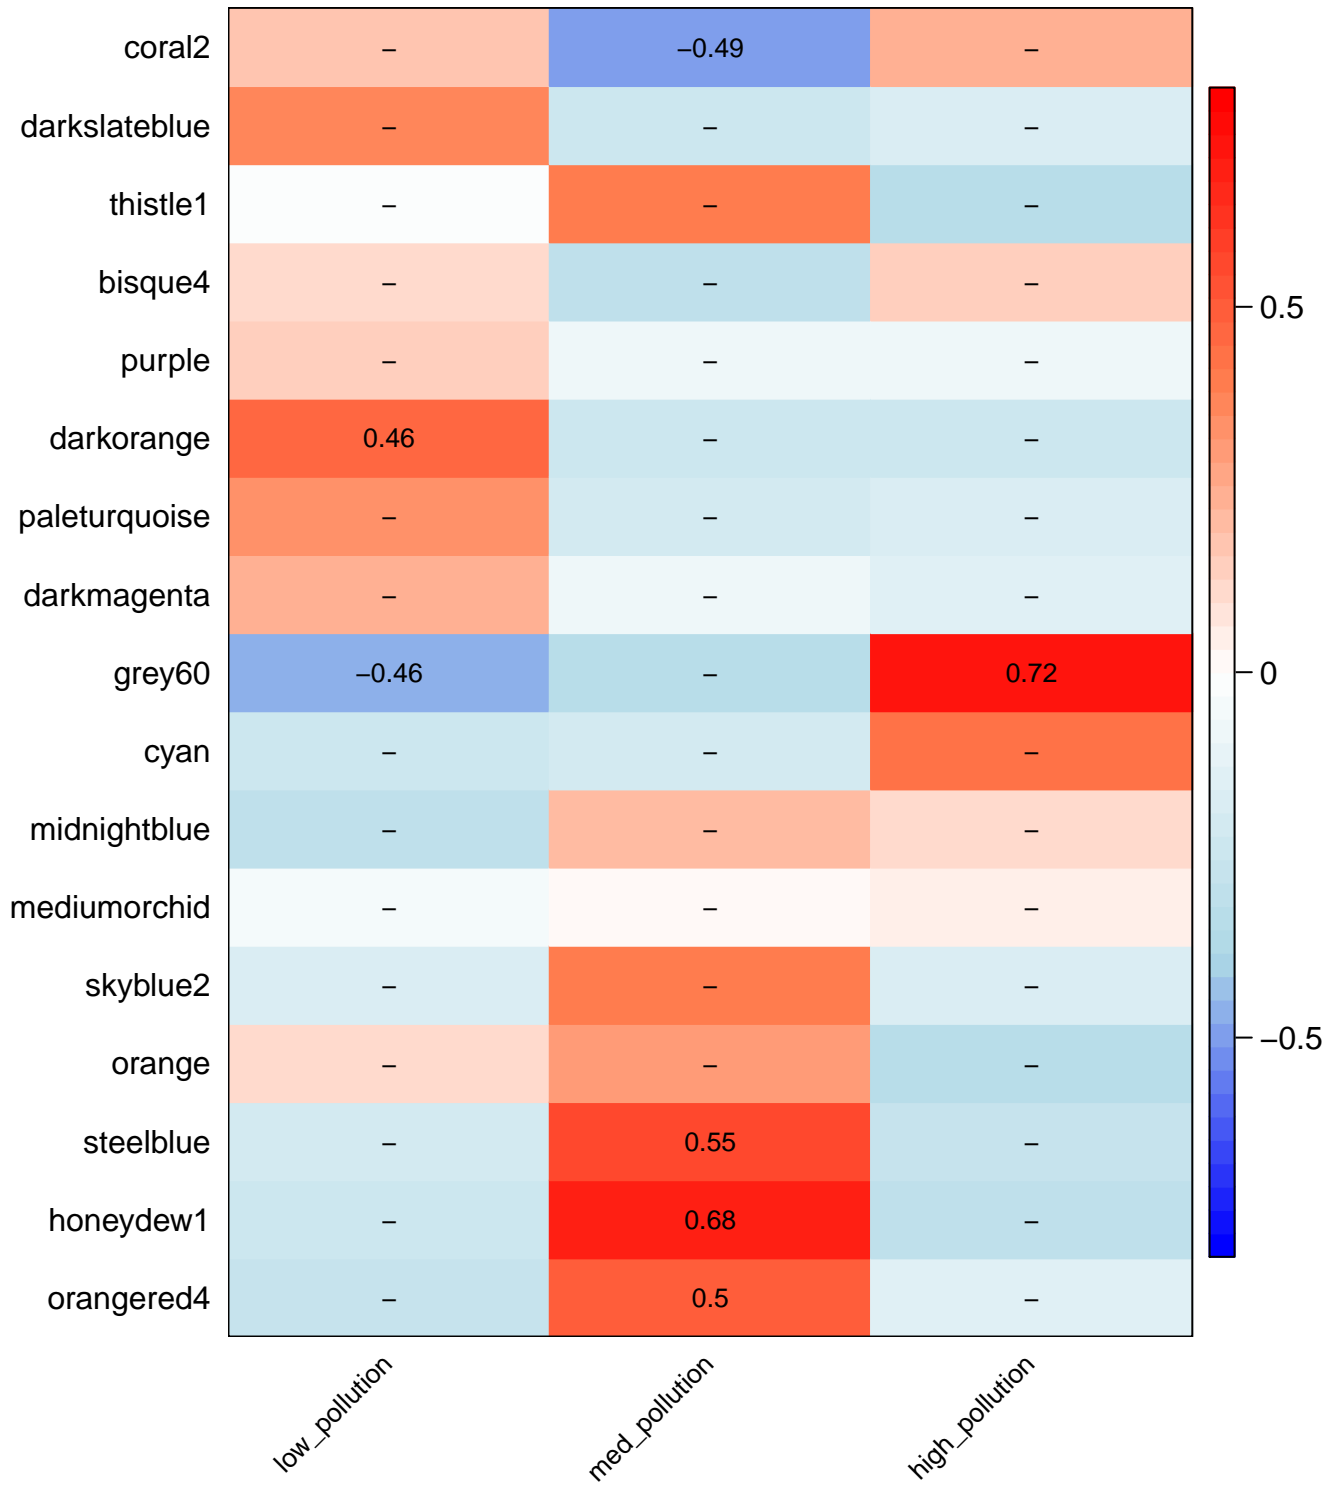 coral2 – −0.49 –
darkslateblue – – –
thistle1 – – –
bisque4 – – –
purple – – –
darkorange 0.46 – –
paleturquoise – – –
darkmagenta – – –
grey60 −0.46 – 0.72
cyan – – –
midnightblue – – –
mediumorchid – – –
skyblue2 – – –
orange – – –
steelblue – 0.55 –
honeydew1 – 0.68 –
orangered4 – 0.5 –
low_pollution
med_pollution
high_pollution
0.5
0
−0.5